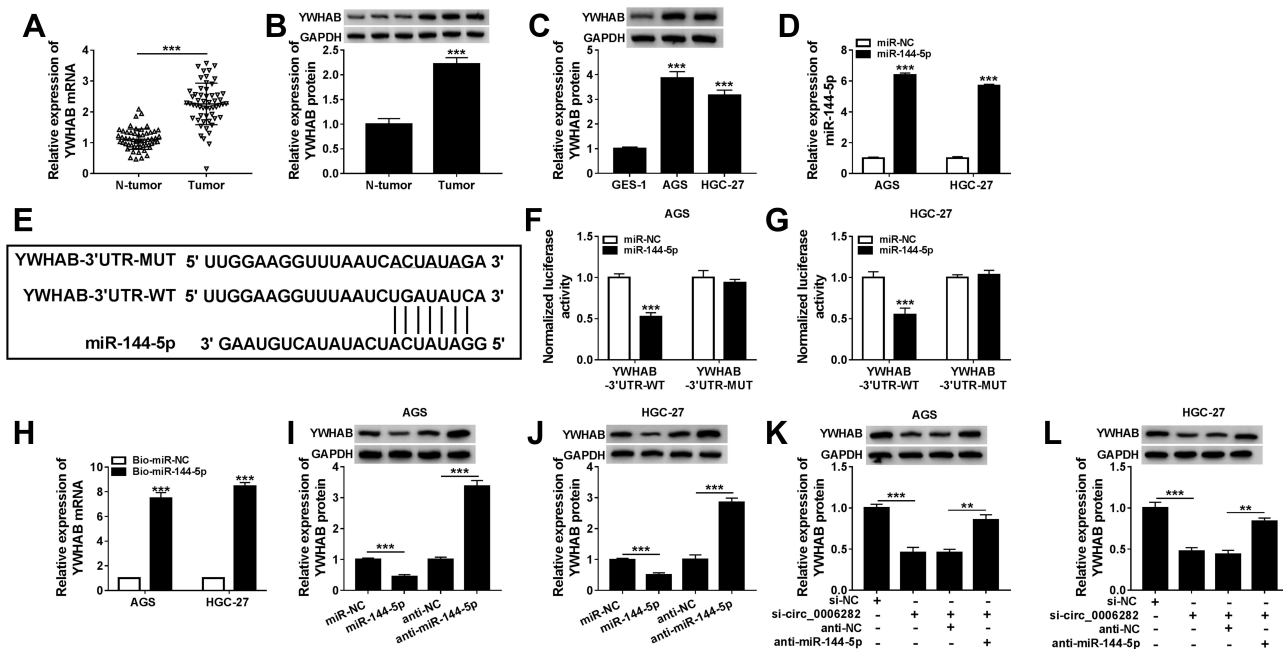 A
Relative expression of
YWHAB mRNA
4
3
2
1
0
***
N-tumor Tumor
B
YWHAB
GAPDH
Relative expression of
YWHAB protein
2.5
2.0
1.5
1.0
0.5
0.0
***
N-tumor Tumor
C
YWHAB
GAPDH
Relative expression of
YWHAB protein
5
4
3
2
1
0
***
***
GES-1 AGS HGC-27
D
miR-NC
miR-144-5p
Relative expression of
miR-144-5p
8
6
4
2
0
***
***
AGS HGC-27
E
YWHAB-3'UTR-MUT 5' UUGGAAGGUUUAAUCACUAUAGA 3'
YWHAB-3'UTR-WT 5' UUGGAAGGUUUAAUCUGAUAUCA 3'
miR-144-5p 3' GAAUGUCAUAUACUACUAUAGG 5'
F
AGS
miR-NC
miR-144-5p
Normalized luciferase
activity
1.5
1.0
0.5
0.0
***
YWHAB YWHAB
-3'UTR-WT -3'UTR-MUT
G
HGC-27
miR-NC
miR-144-5p
Normalized luciferase
activity
1.5
1.0
0.5
0.0
***
YWHAB YWHAB
-3'UTR-WT -3'UTR-MUT
H
Bio-miR-NC
Bio-miR-144-5p
Relative expression of
YWHAB mRNA
10
8
6
4
2
0
***
***
AGS HGC-27
I
AGS
YWHAB
GAPDH
Relative expression of
YWHAB protein
4
3
2
1
0
***
***
miR-NC
miR-144-5p
anti-NC
anti-miR-144-5p
J
HGC-27
YWHAB
GAPDH
Relative expression of
YWHAB protein
4
3
2
1
0
***
***
miR-NC
miR-144-5p
anti-NC
anti-miR-144-5p
K
AGS
YWHAB
GAPDH
Relative expression of
YWHAB protein
1.5
1.0
0.5
0.0
***
**
si-NC + - - -
si-circ_0006282 - + + +
anti-NC - - + -
anti-miR-144-5p - - - +
L
HGC-27
YWHAB
GAPDH
Relative expression of
YWHAB protein
1.5
1.0
0.5
0.0
***
**
si-NC + - - -
si-circ_0006282 - + + +
anti-NC - - + -
anti-miR-144-5p - - - +